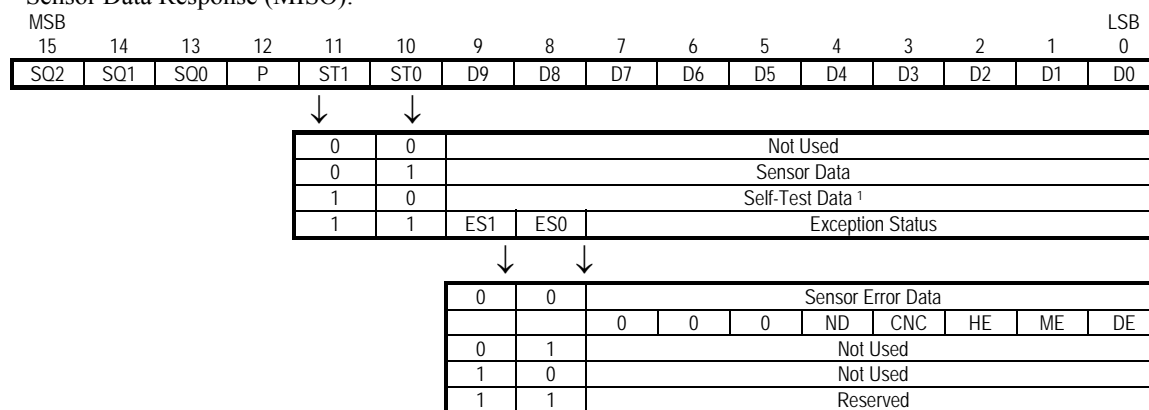 Sensor Data Response (MISO):
MSB LSB
15 14 13 12 11 10 9 8 7 6 5 4 3 2 1 0
SQ2 SQ1 SQ0 P ST1 ST0 D9 D8 D7 D6 D5 D4 D3 D2 D1 D0
↓ ↓
0 0 Not Used
0 1 Sensor Data
1 0 Self-Test Data 1
1 1 ES1 ES0 Exception Status
↓ ↓
0 0 Sensor Error Data
0 0 0 ND CNC HE ME DE
0 1 Not Used
1 0 Not Used
1 1 Reserved